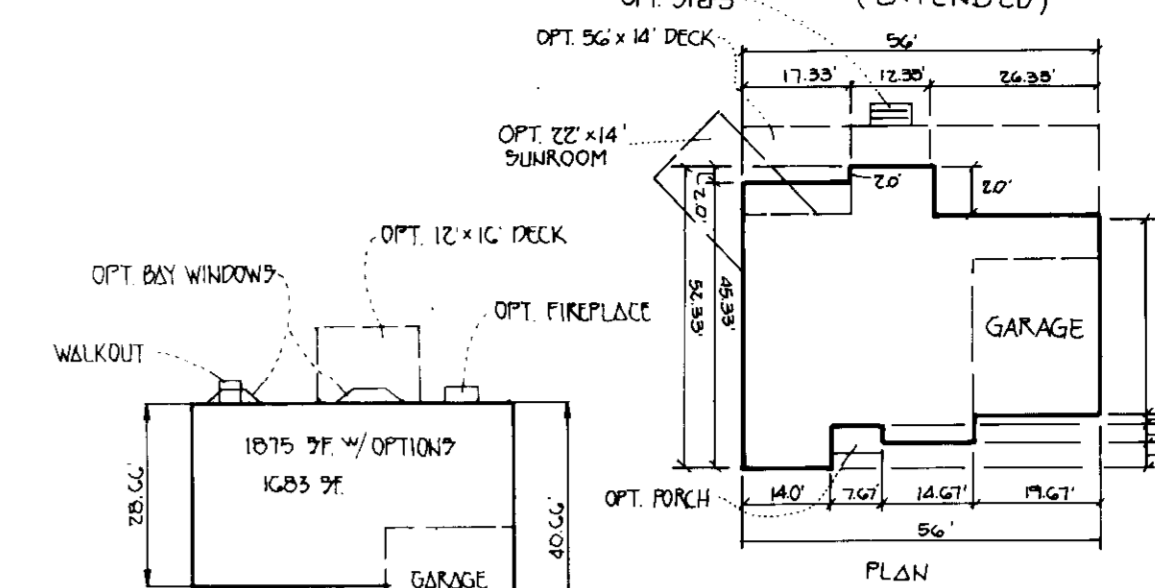 (EXTENDED)
OPT. 56' x 14' DECK
56'
17.33'
12.33'
26.33'
OPT. 22' x 14'
SUNROOM
2.0'
2.0'
2.0'
52.33'
45.33'
GARAGE
OPT. PORCH
14.0'
7.67'
14.67'
19.67'
56'
PLAN
OPT. 12' x 16' DECK
OPT. BAY WINDOWS
OPT. FIREPLACE
WALKOUT
1875 SF. W/ OPTIONS
1683 SF.
28.66'
40.66'
GARAGE